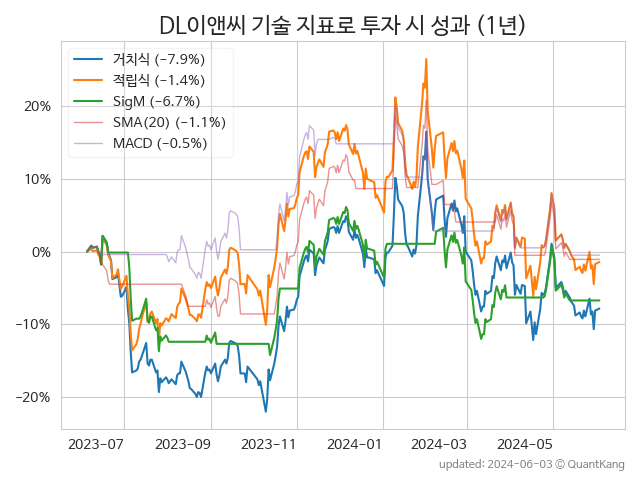 DL이앤씨 기술 지표로 투자 시 성과 (1년)
거치식 (−7.9%)
적립식 (−1.4%)
SigM (−6.7%)
SMA(20) (−1.1%)
MACD (−0.5%)
20%
10%
0%
−10%
−20%
2023-07 2023-09 2023-11 2024-01 2024-03 2024-05
updated: 2024-06-03 ⓒ QuantKang